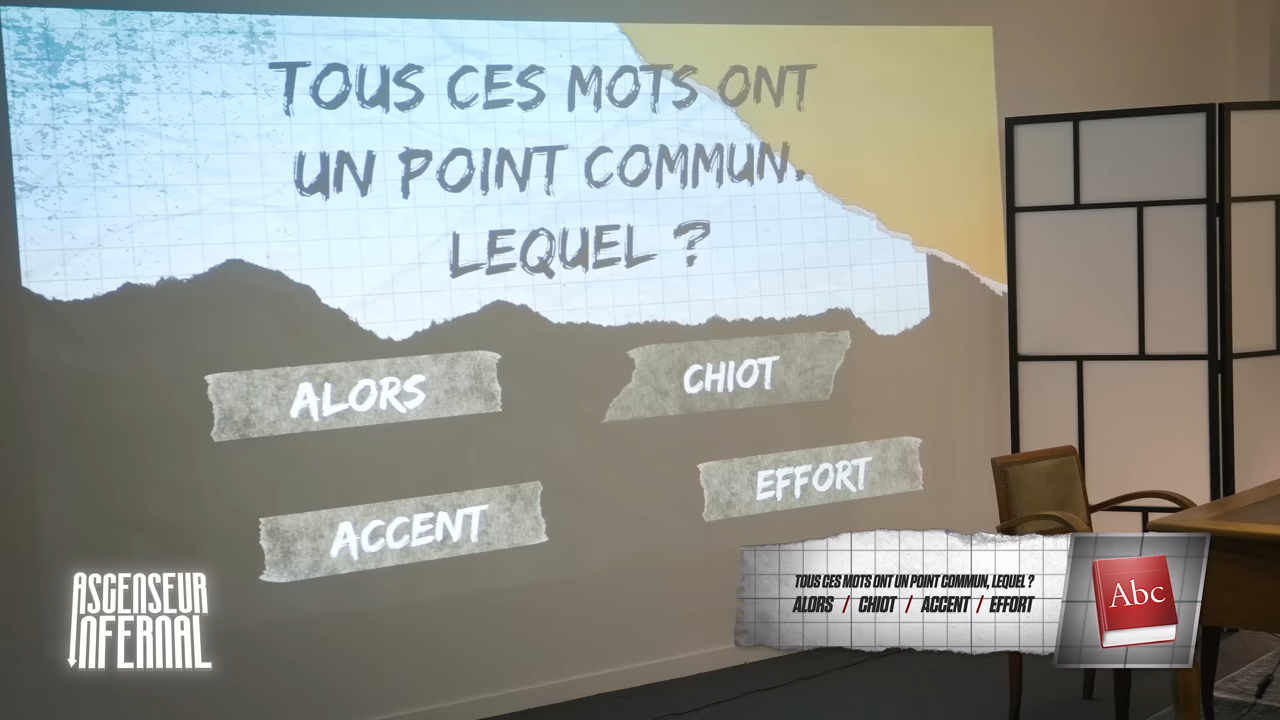 TOUS CES MOTS ONT
UN POINT COMMUN.
LEQUEL ?
ALORS
CHIOT
EFFORT
ACCENT
ASCENSEUR
INFERNAL
TOUS CES MOTS ONT UN POINT COMMUN, LEQUEL ?
ALORS / CHIOT / ACCENT / EFFORT
Abc